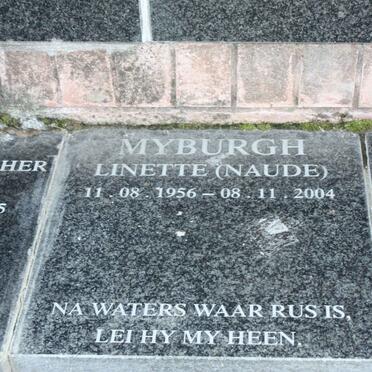 MYBURGH
LINETTE (NAUDE)
11 . 08 . 1956 – 08 . 11 . 2004
NA WATERS WAAR RUS IS,
LEI HY MY HEEN.
HER
5